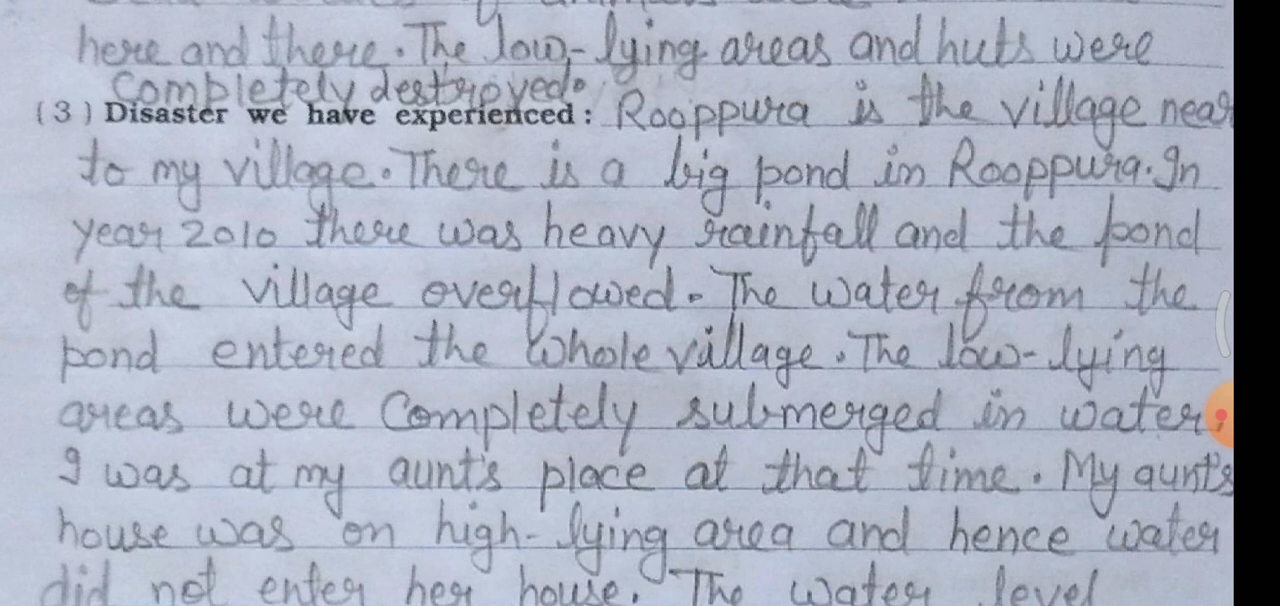 here and there. The low-lying areas and huts were
completely destroyed.
(3) Disaster we have experienced : Rooppura is the village near
to my village. There is a big pond in Rooppura. In
year 2010 there was heavy rainfall and the pond
of the village overflowed. The water from the
pond entered the whole village. The low-lying
areas were completely submerged in water.
I was at my aunt's place at that time. My aunt's
house was on high-lying area and hence water
did not enter her house. The water level